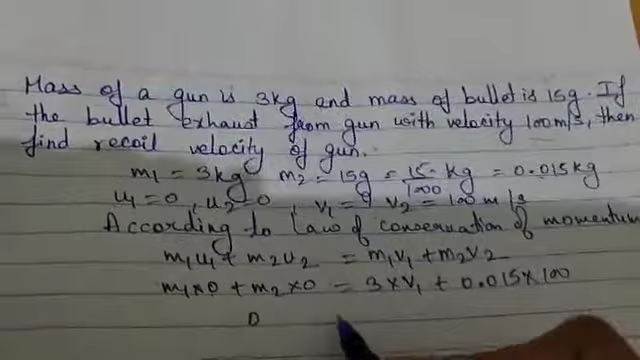 Mass of a gun is 3kg and mass of bullet is 15g. If
the bullet exhaust from gun with velocity 100m/s, then
find recoil velocity of gun.
m₁ = 3kg m₂ = 15g = 15/1000 kg = 0.015kg
u₁=0, u₂=0, v₁=? v₂=100m/s
According to law of conservation of momentum
m₁u₁ + m₂u₂ = m₁v₁ + m₂v₂
m₁×0 + m₂×0 = 3×v₁ + 0.015×100
0